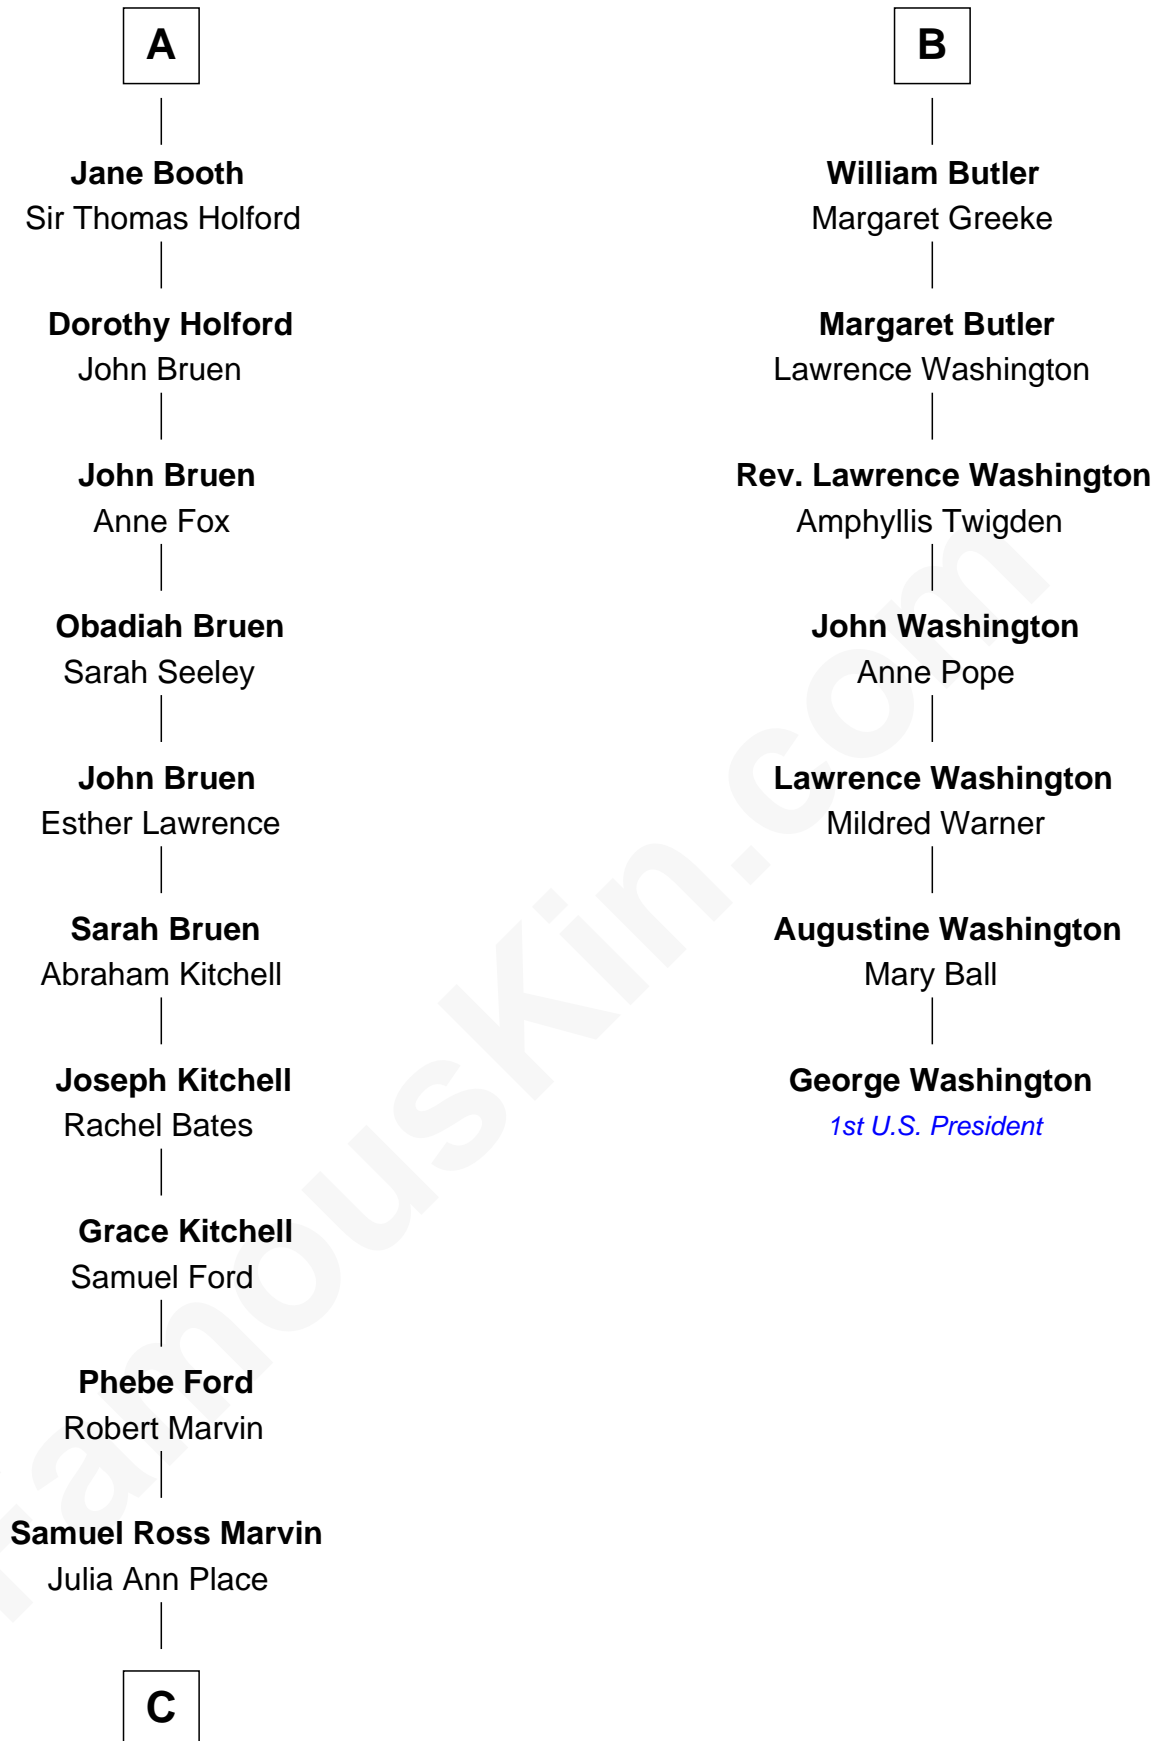 A
Jane Booth
Sir Thomas Holford
Dorothy Holford
John Bruen
John Bruen
Anne Fox
Obadiah Bruen
Sarah Seeley
John Bruen
Esther Lawrence
Sarah Bruen
Abraham Kitchell
Joseph Kitchell
Rachel Bates
Grace Kitchell
Samuel Ford
Phebe Ford
Robert Marvin
Samuel Ross Marvin
Julia Ann Place
C
B
William Butler
Margaret Greeke
Margaret Butler
Lawrence Washington
Rev. Lawrence Washington
Amphyllis Twigden
John Washington
Anne Pope
Lawrence Washington
Mildred Warner
Augustine Washington
Mary Ball
George Washington
1st U.S. President
FamousKin.com